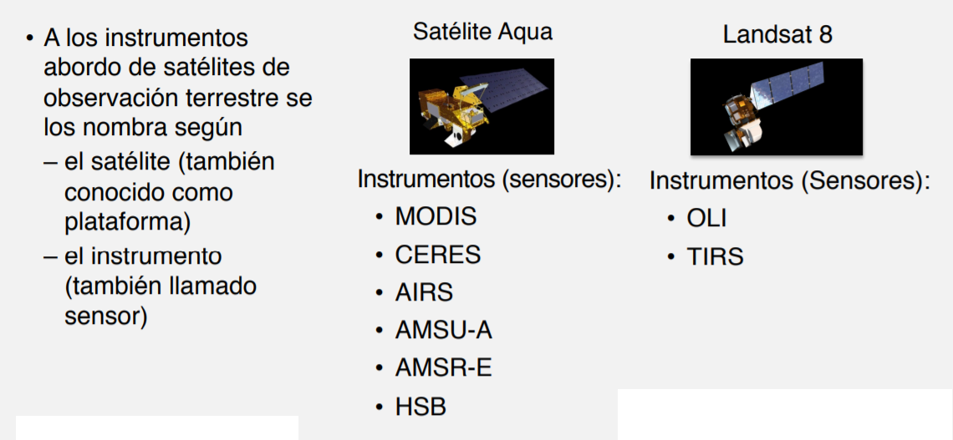 • A los instrumentos
abordo de satélites de
observación terrestre se
los nombra según
– el satélite (también
conocido como
plataforma)
– el instrumento
(también llamado
sensor)
Satélite Aqua
Instrumentos (sensores):
• MODIS
• CERES
• AIRS
• AMSU-A
• AMSR-E
• HSB
Landsat 8
Instrumentos (Sensores):
• OLI
• TIRS